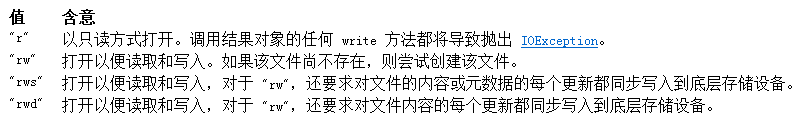 值 含意
"r" 以只读方式打开。调用结果对象的任何 write 方法都将导致抛出 IOException。
"rw" 打开以便读取和写入。如果该文件尚不存在，则尝试创建该文件。
"rws" 打开以便读取和写入，对于 "rw"，还要求对文件的内容或元数据的每个更新都同步写入到底层存储设备。
"rwd" 打开以便读取和写入，对于 "rw"，还要求对文件内容的每个更新都同步写入到底层存储设备。